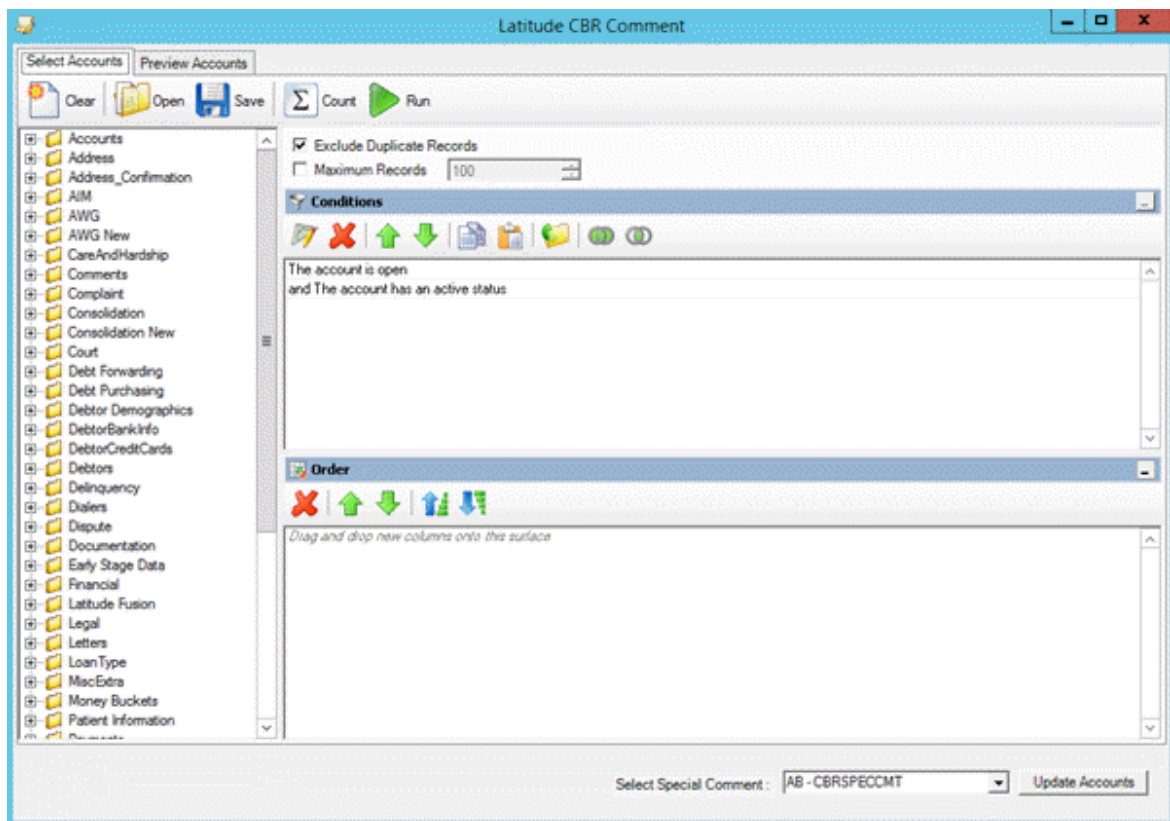 Latitude CBR Comment
Select Accounts Preview Accounts
Clear Open Save Σ Count Run
Accounts
Address
Address_Confirmation
AIM
AWG
AWG New
CareAndHardship
Comments
Complaint
Consolidation
Consolidation New
Court
Debt Forwarding
Debt Purchasing
Debtor Demographics
DebtorBankInfo
DebtorCreditCards
Debtors
Delinquency
Dialers
Dispute
Documentation
Early Stage Data
Financial
Latitude Fusion
Legal
Letters
LoanType
MiscExtra
Money Buckets
Patient Information
Exclude Duplicate Records
Maximum Records 100
Conditions
The account is open
and The account has an active status
Order
Drag and drop new columns onto this surface
Select Special Comment : AB - CBRSPECCMT Update Accounts